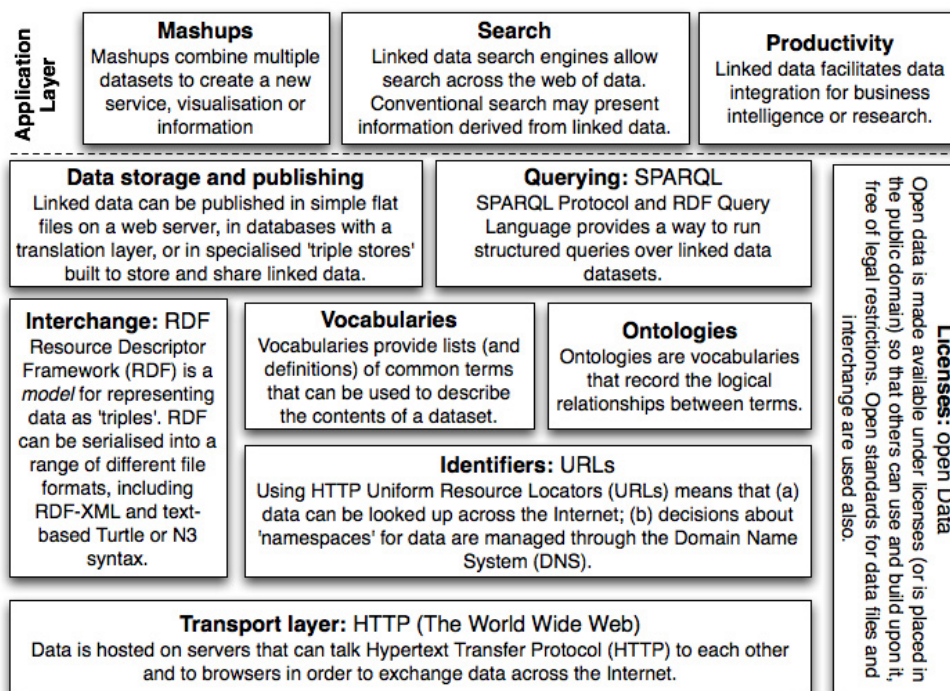 Application
Layer
Mashups
Mashups combine multiple
datasets to create a new
service, visualisation or
information
Search
Linked data search engines allow
search across the web of data.
Conventional search may present
information derived from linked data.
Productivity
Linked data facilitates data
integration for business
intelligence or research.
Data storage and publishing
Linked data can be published in simple flat
files on a web server, in databases with a
translation layer, or in specialised 'triple stores'
built to store and share linked data.
Querying: SPARQL
SPARQL Protocol and RDF Query
Language provides a way to run
structured queries over linked data
datasets.
Interchange: RDF
Resource Descriptor
Framework (RDF) is a
model for representing
data as 'triples'. RDF
can be serialised into a
range of different file
formats, including
RDF-XML and text-
based Turtle or N3
syntax.
Vocabularies
Vocabularies provide lists (and
definitions) of common terms
that can be used to describe
the contents of a dataset.
Ontologies
Ontologies are vocabularies
that record the logical
relationships between terms.
Identifiers: URLs
Using HTTP Uniform Resource Locators (URLs) means that (a)
data can be looked up across the Internet; (b) decisions about
'namespaces' for data are managed through the Domain Name
System (DNS).
Transport layer: HTTP (The World Wide Web)
Data is hosted on servers that can talk Hypertext Transfer Protocol (HTTP) to each other
and to browsers in order to exchange data across the Internet.
Licenses: open Data
Open data is made available under licenses (or is placed in
the public domain) so that others can use and build upon it,
free of legal restrictions. Open standards for data files and
interchange are used also.